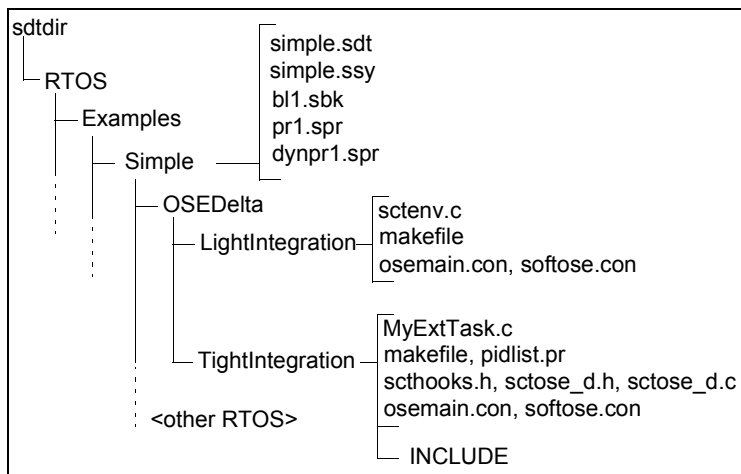 sdtdir
RTOS
Examples
Simple
simple.sdt
simple.ssy
bl1.sbk
pr1.spr
dynpr1.spr
OSEDelta
LightIntegration
sctenv.c
makefile
osemain.con, softose.con
TightIntegration
MyExtTask.c
makefile, pidlist.pr
scthooks.h, sctose_d.h, sctose_d.c
osemain.con, softose.con
INCLUDE
<other RTOS>